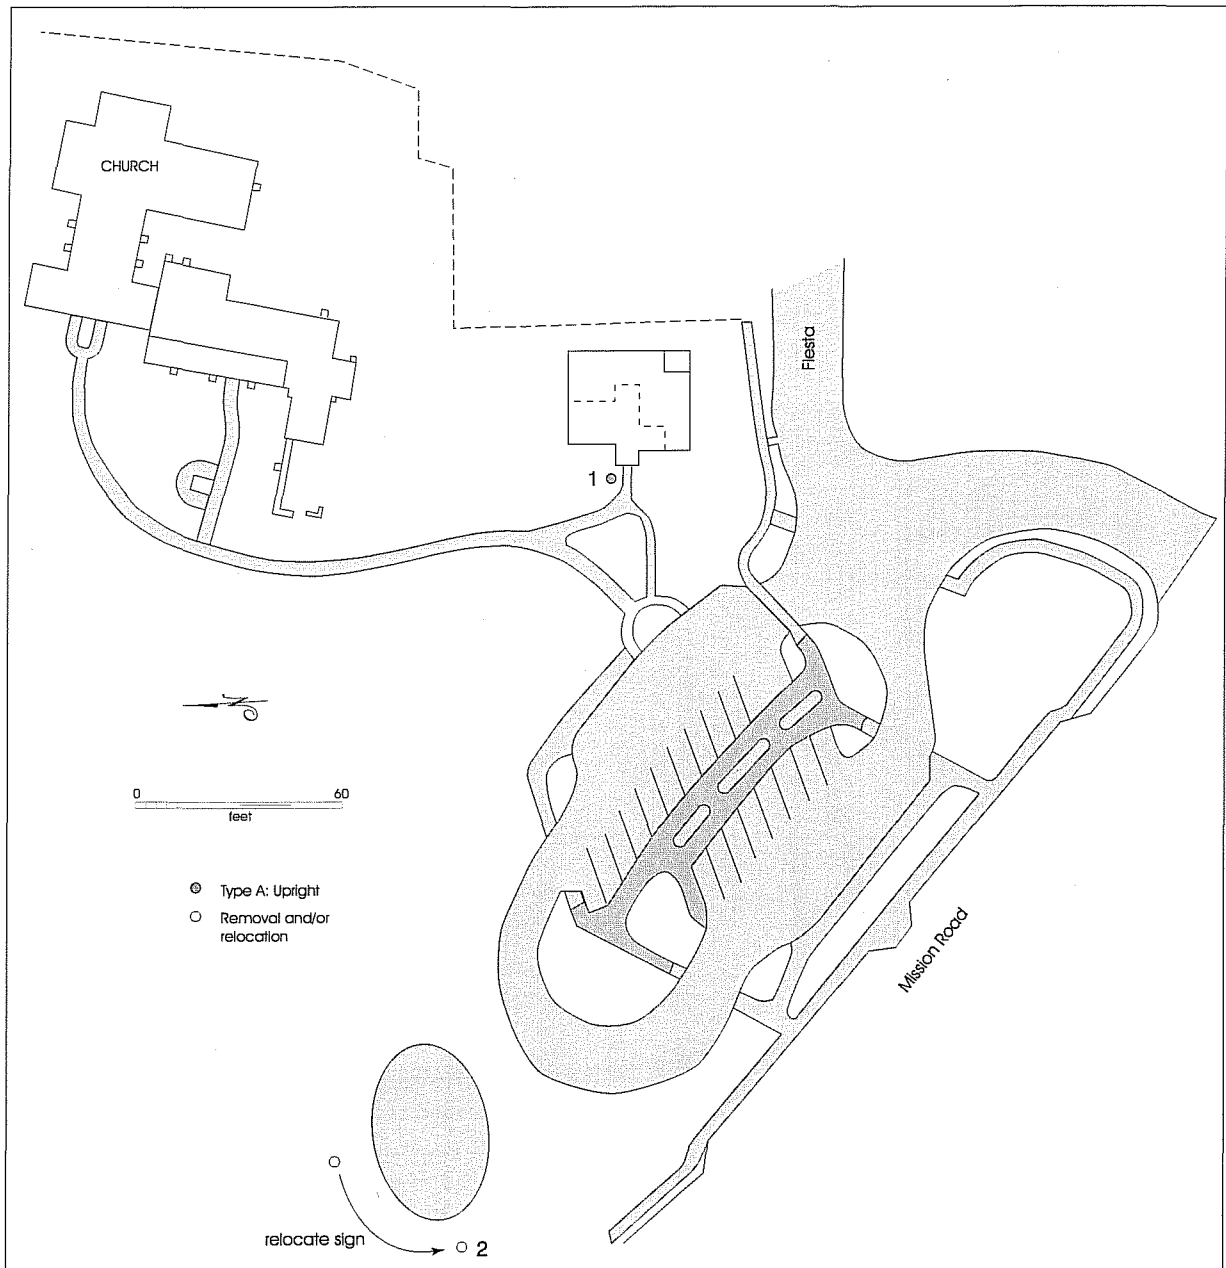 CHURCH
Fiesta
1
0 60
feet
Type A: Upright
Removal and/or
relocation
Mission Road
relocate sign
2